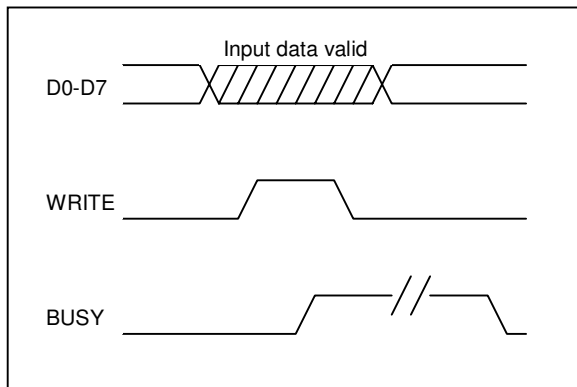 Input data valid
D0-D7
WRITE
BUSY